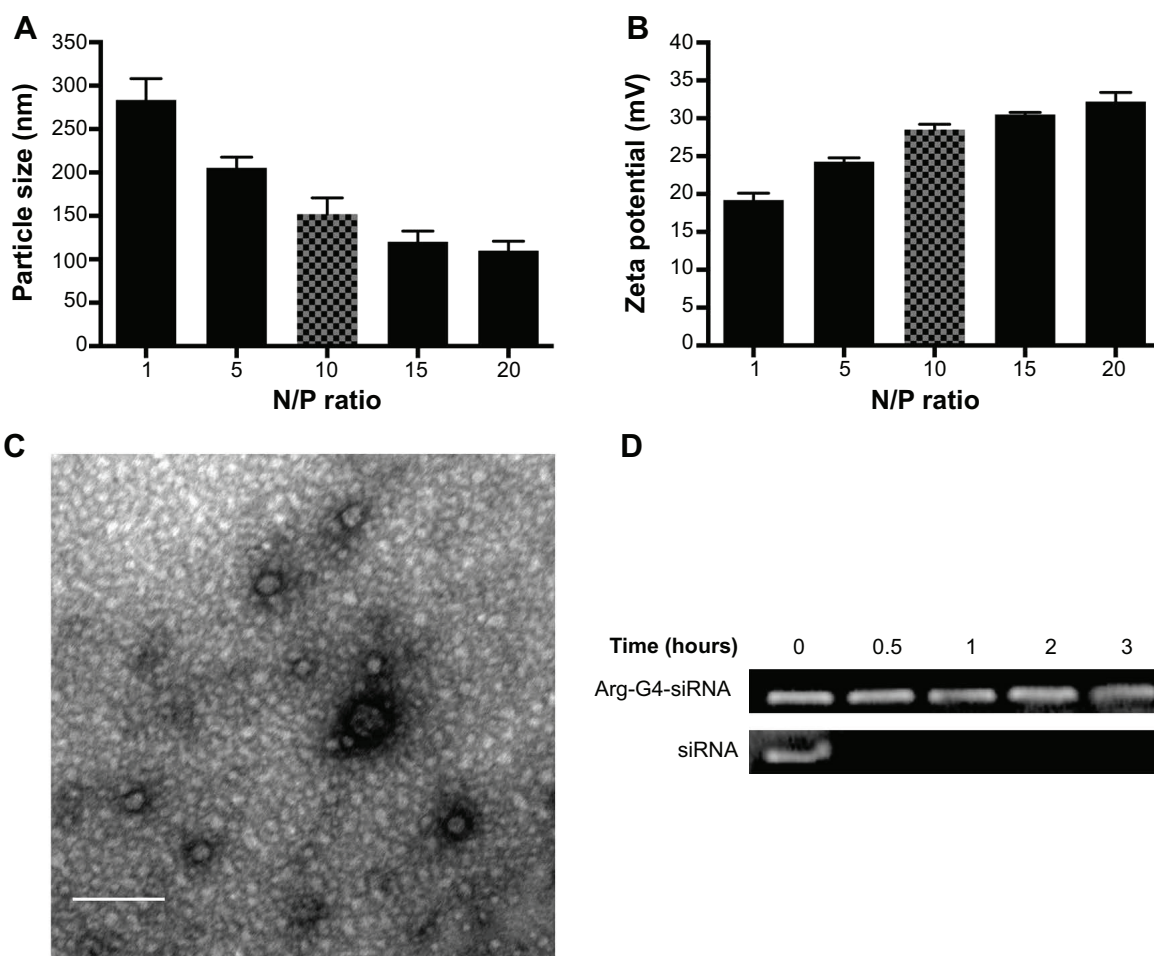 A
350
300
250
200
150
100
50
0
Particle size (nm)
1 5 10 15 20
N/P ratio
B
40
35
30
25
20
15
10
5
0
Zeta potential (mV)
1 5 10 15 20
N/P ratio
C
D
Time (hours) 0 0.5 1 2 3
Arg-G4-siRNA
siRNA